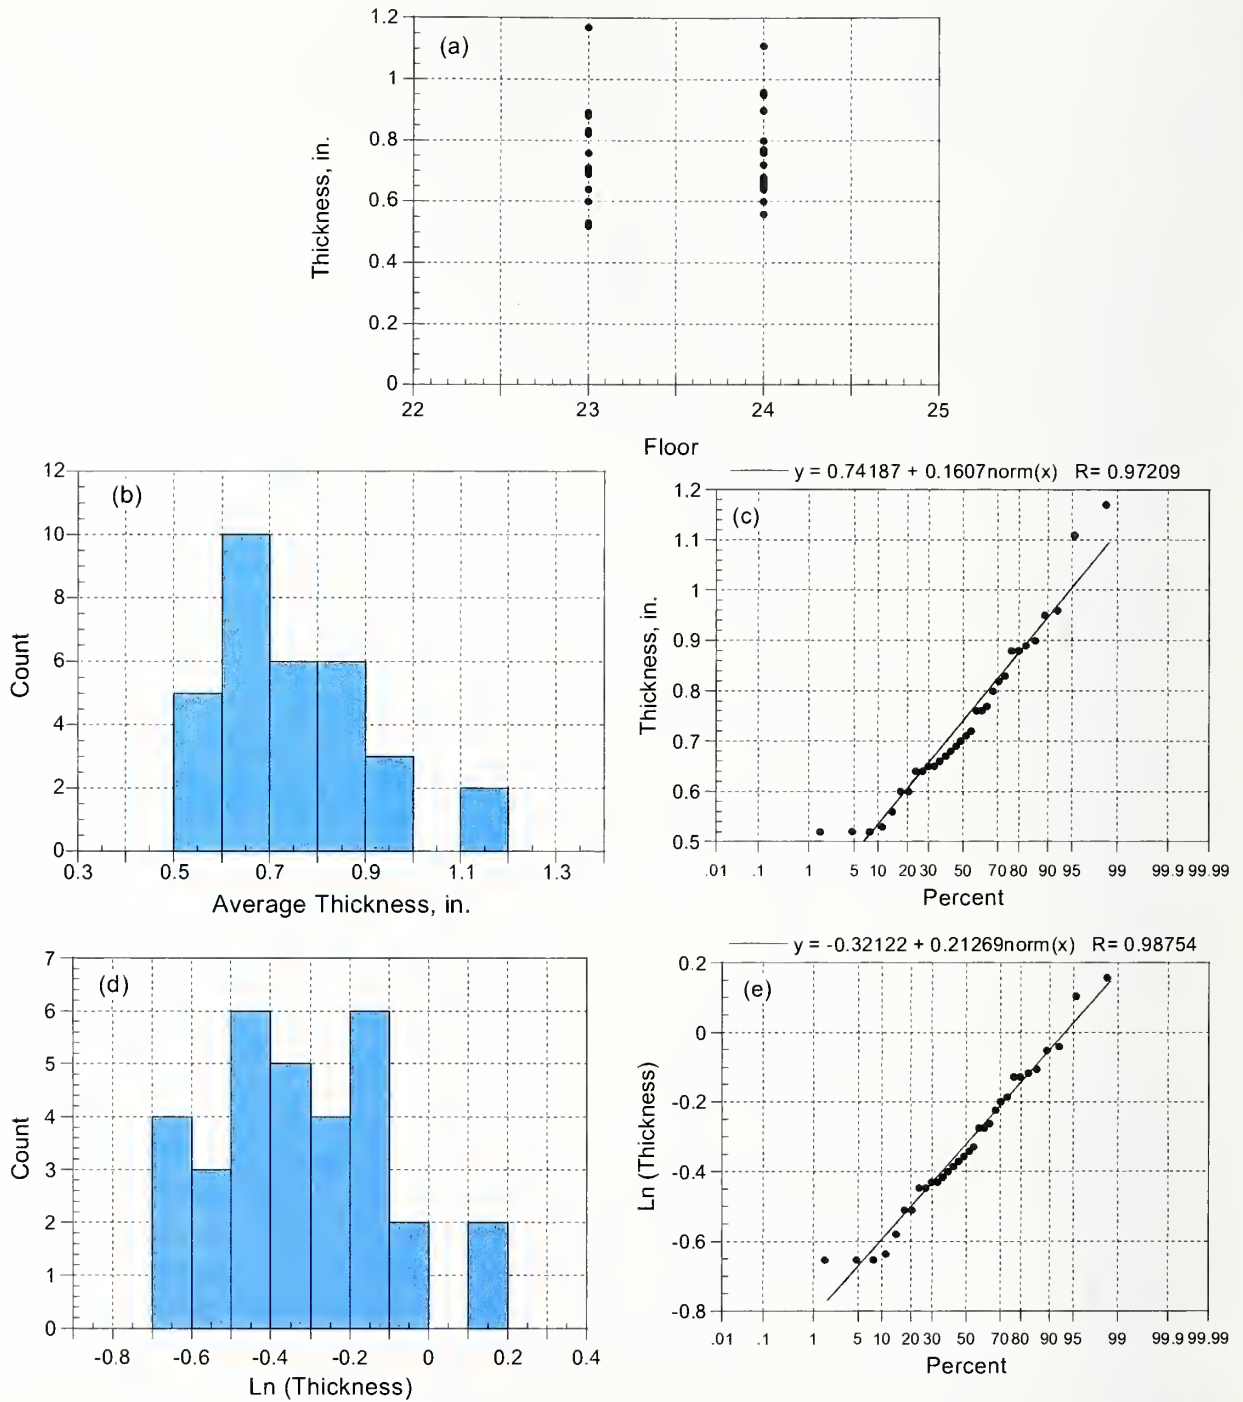 (a)
Thickness, in.
1.2
1
0.8
0.6
0.4
0.2
0
22 23 24 25
Floor
(b)
Count
12
10
8
6
4
2
0
0.3 0.5 0.7 0.9 1.1 1.3
Average Thickness, in.
y = 0.74187 + 0.1607norm(x) R= 0.97209
(c)
Thickness, in.
1.2
1.1
1
0.9
0.8
0.7
0.6
0.5
.01 .1 1 5 10 20 30 50 70 80 90 95 99 99.9 99.99
Percent
(d)
Count
7
6
5
4
3
2
1
0
-0.8 -0.6 -0.4 -0.2 0 0.2 0.4
Ln (Thickness)
y = -0.32122 + 0.21269norm(x) R= 0.98754
(e)
Ln (Thickness)
0.2
0
-0.2
-0.4
-0.6
-0.8
.01 .1 1 5 10 20 30 50 70 80 90 95 99 99.9 99.99
Percent